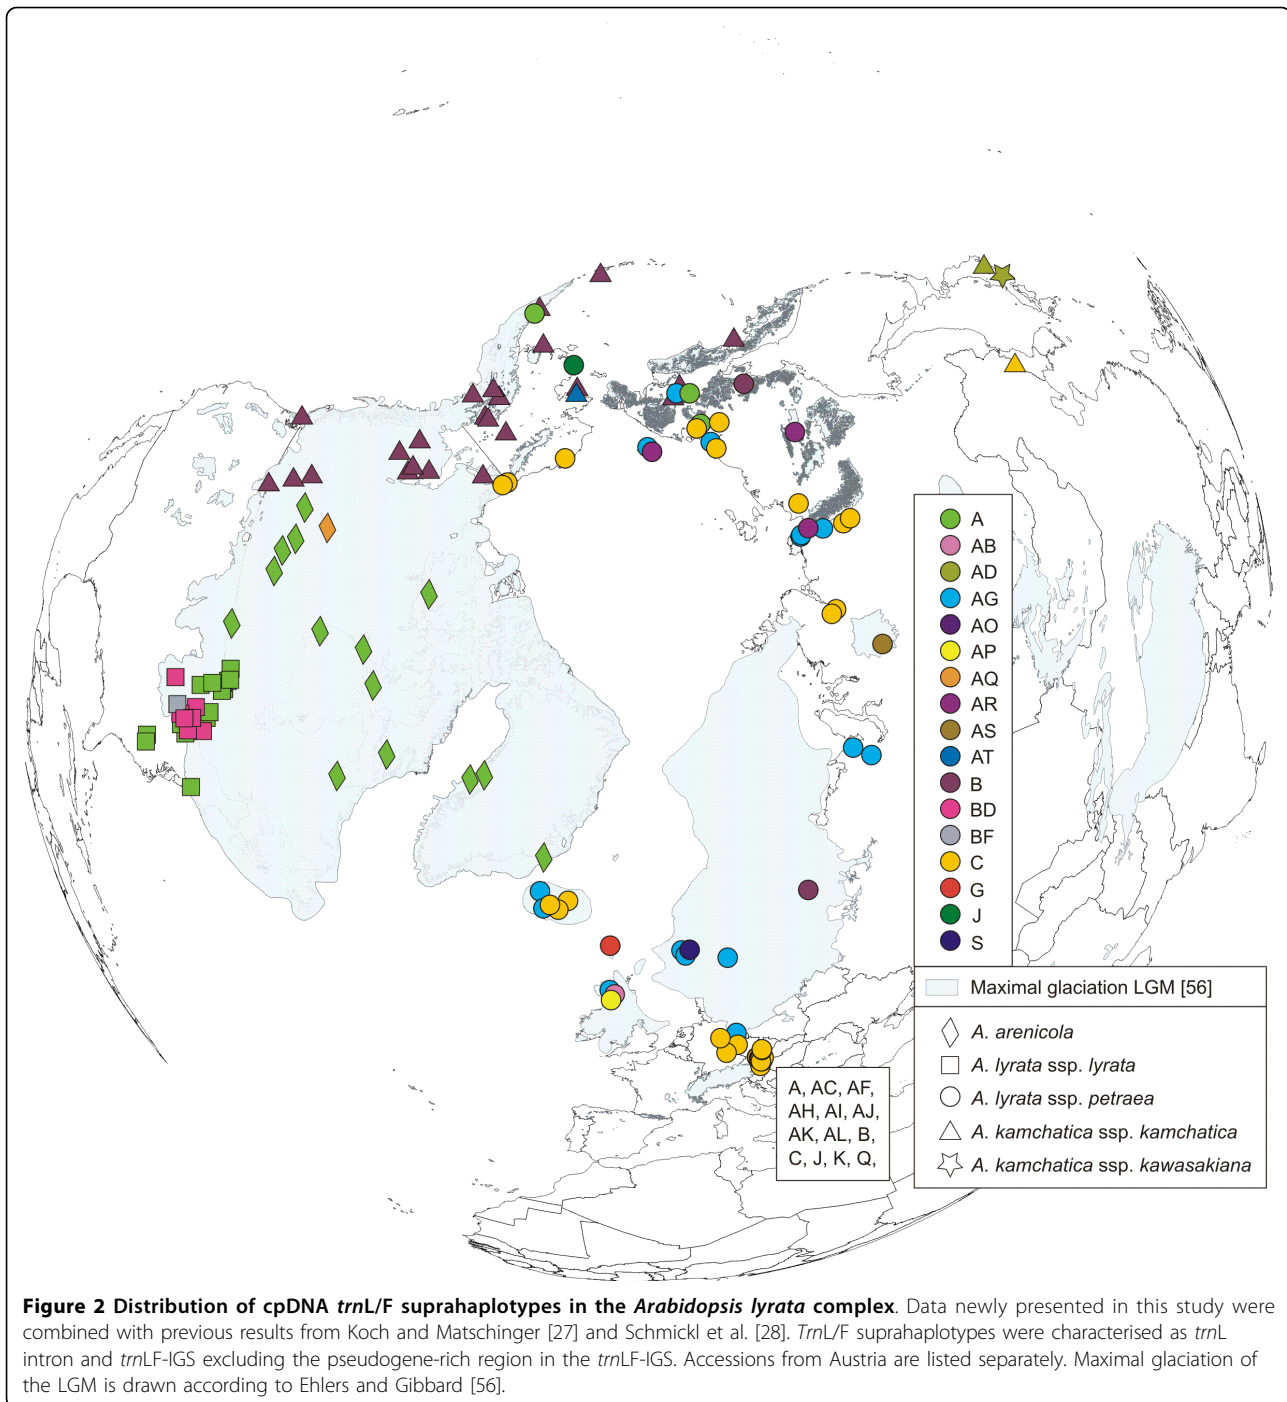 A
AB
AD
AG
AO
AP
AQ
AR
AS
AT
B
BD
BF
C
G
J
S
Maximal glaciation LGM [56]
A. arenicola
A. lyrata ssp. lyrata
A. lyrata ssp. petraea
A. kamchatica ssp. kamchatica
A. kamchatica ssp. kawasakiana
A, AC, AF,
AH, AI, AJ,
AK, AL, B,
C, J, K, Q,
Figure 2 Distribution of cpDNA trnL/F suprahaplotypes in the Arabidopsis lyrata complex. Data newly presented in this study were
combined with previous results from Koch and Matschinger [27] and Schmickl et al. [28]. TrnL/F suprahaplotypes were characterised as trnL
intron and trnLF-IGS excluding the pseudogene-rich region in the trnLF-IGS. Accessions from Austria are listed separately. Maximal glaciation of
the LGM is drawn according to Ehlers and Gibbard [56].